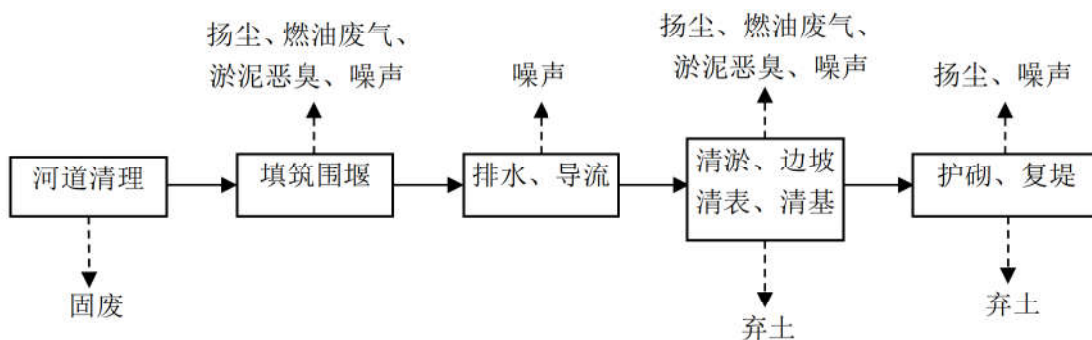 扬尘、燃油废气、
淤泥恶臭、噪声
噪声
扬尘、燃油废气、
淤泥恶臭、噪声
扬尘、噪声
河道清理
填筑围堰
排水、导流
清淤、边坡
清表、清基
护砌、复堤
固废
弃土
弃土